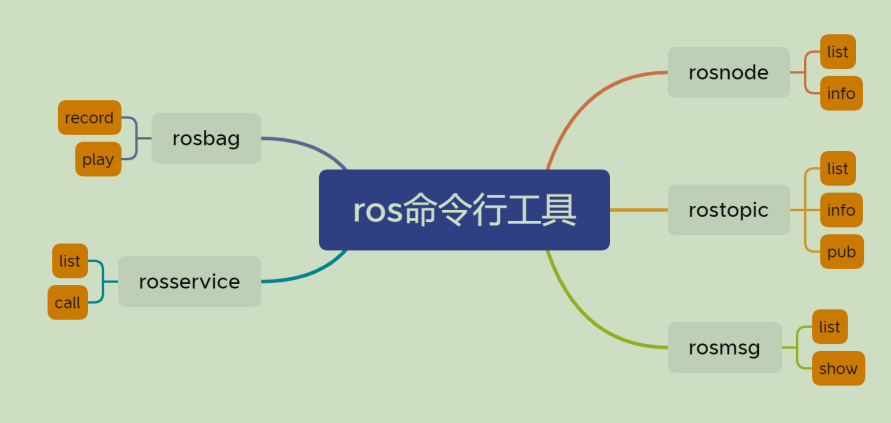 ros命令行工具
rosnode
list
info
rostopic
list
info
pub
rosmsg
list
show
rosbag
record
play
rosservice
list
call